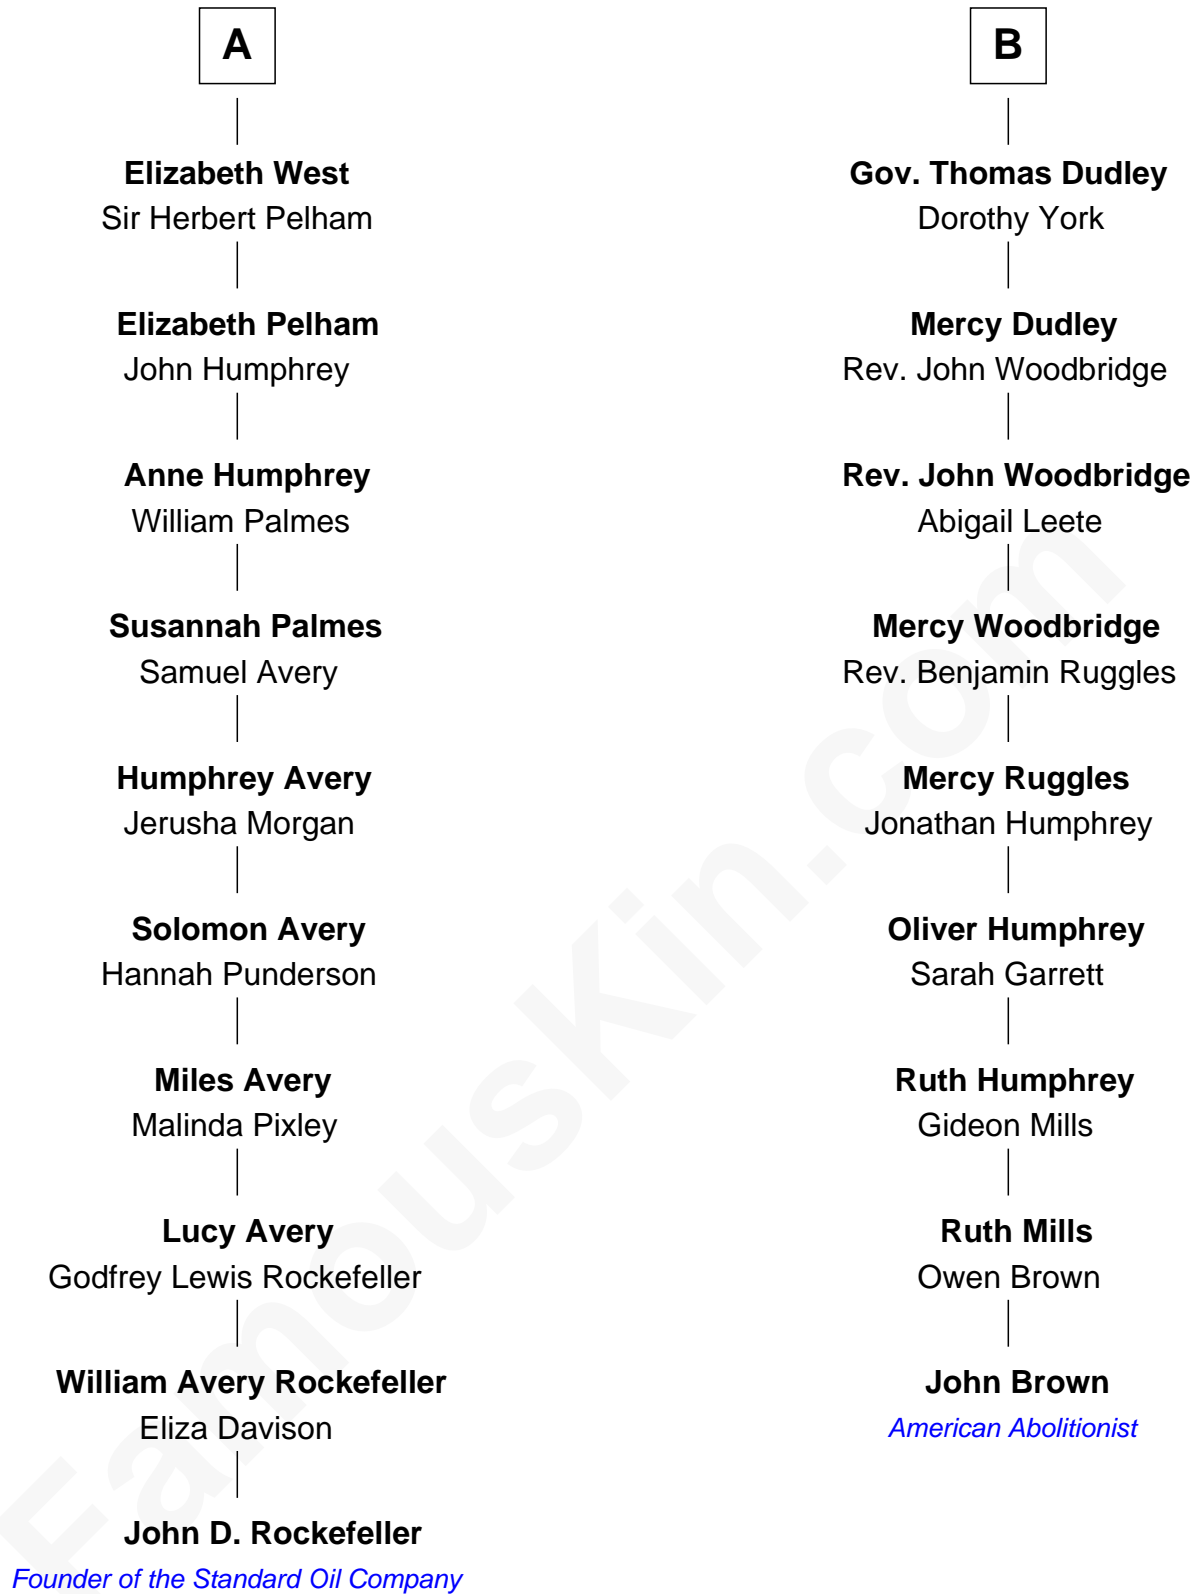 A
Elizabeth West
Sir Herbert Pelham
Elizabeth Pelham
John Humphrey
Anne Humphrey
William Palmes
Susannah Palmes
Samuel Avery
Humphrey Avery
Jerusha Morgan
Solomon Avery
Hannah Punderson
Miles Avery
Malinda Pixley
Lucy Avery
Godfrey Lewis Rockefeller
William Avery Rockefeller
Eliza Davison
John D. Rockefeller
Founder of the Standard Oil Company
B
Gov. Thomas Dudley
Dorothy York
Mercy Dudley
Rev. John Woodbridge
Rev. John Woodbridge
Abigail Leete
Mercy Woodbridge
Rev. Benjamin Ruggles
Mercy Ruggles
Jonathan Humphrey
Oliver Humphrey
Sarah Garrett
Ruth Humphrey
Gideon Mills
Ruth Mills
Owen Brown
John Brown
American Abolitionist
FamousKin.com